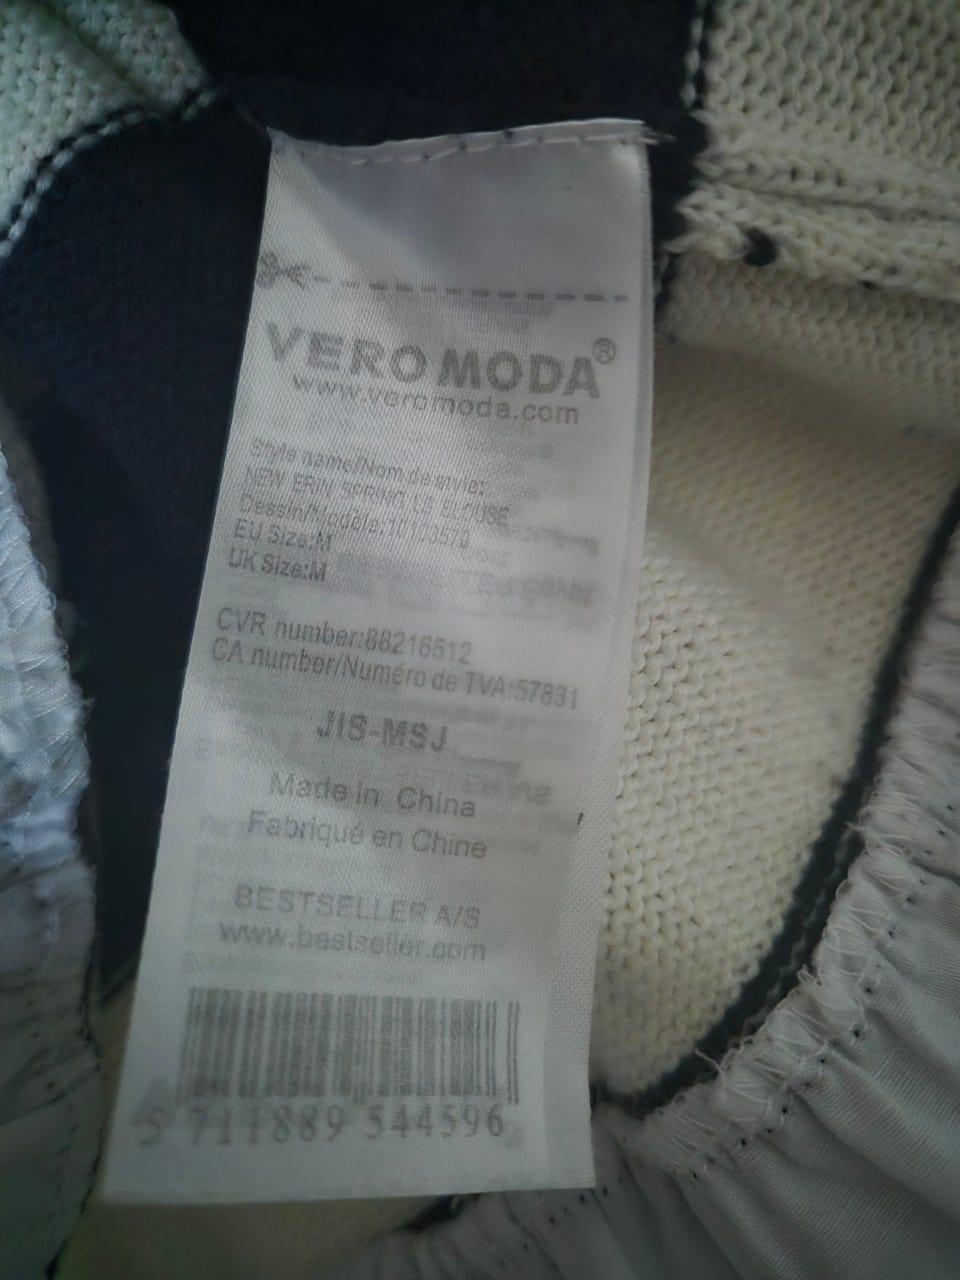 VERO MODA®
www.veromoda.com
Style name/Nom de style:
NEW ERIN SPRING LS BLOUSE
Dessin/Modèle:10103570
EU Size:M
UK Size:M
CVR number:88216512
CA number/Numéro de TVA:57831
JIS-MSJ
Made in China
Fabriqué en Chine
BESTSELLER A/S
www.bestseller.com
5 711889 544596